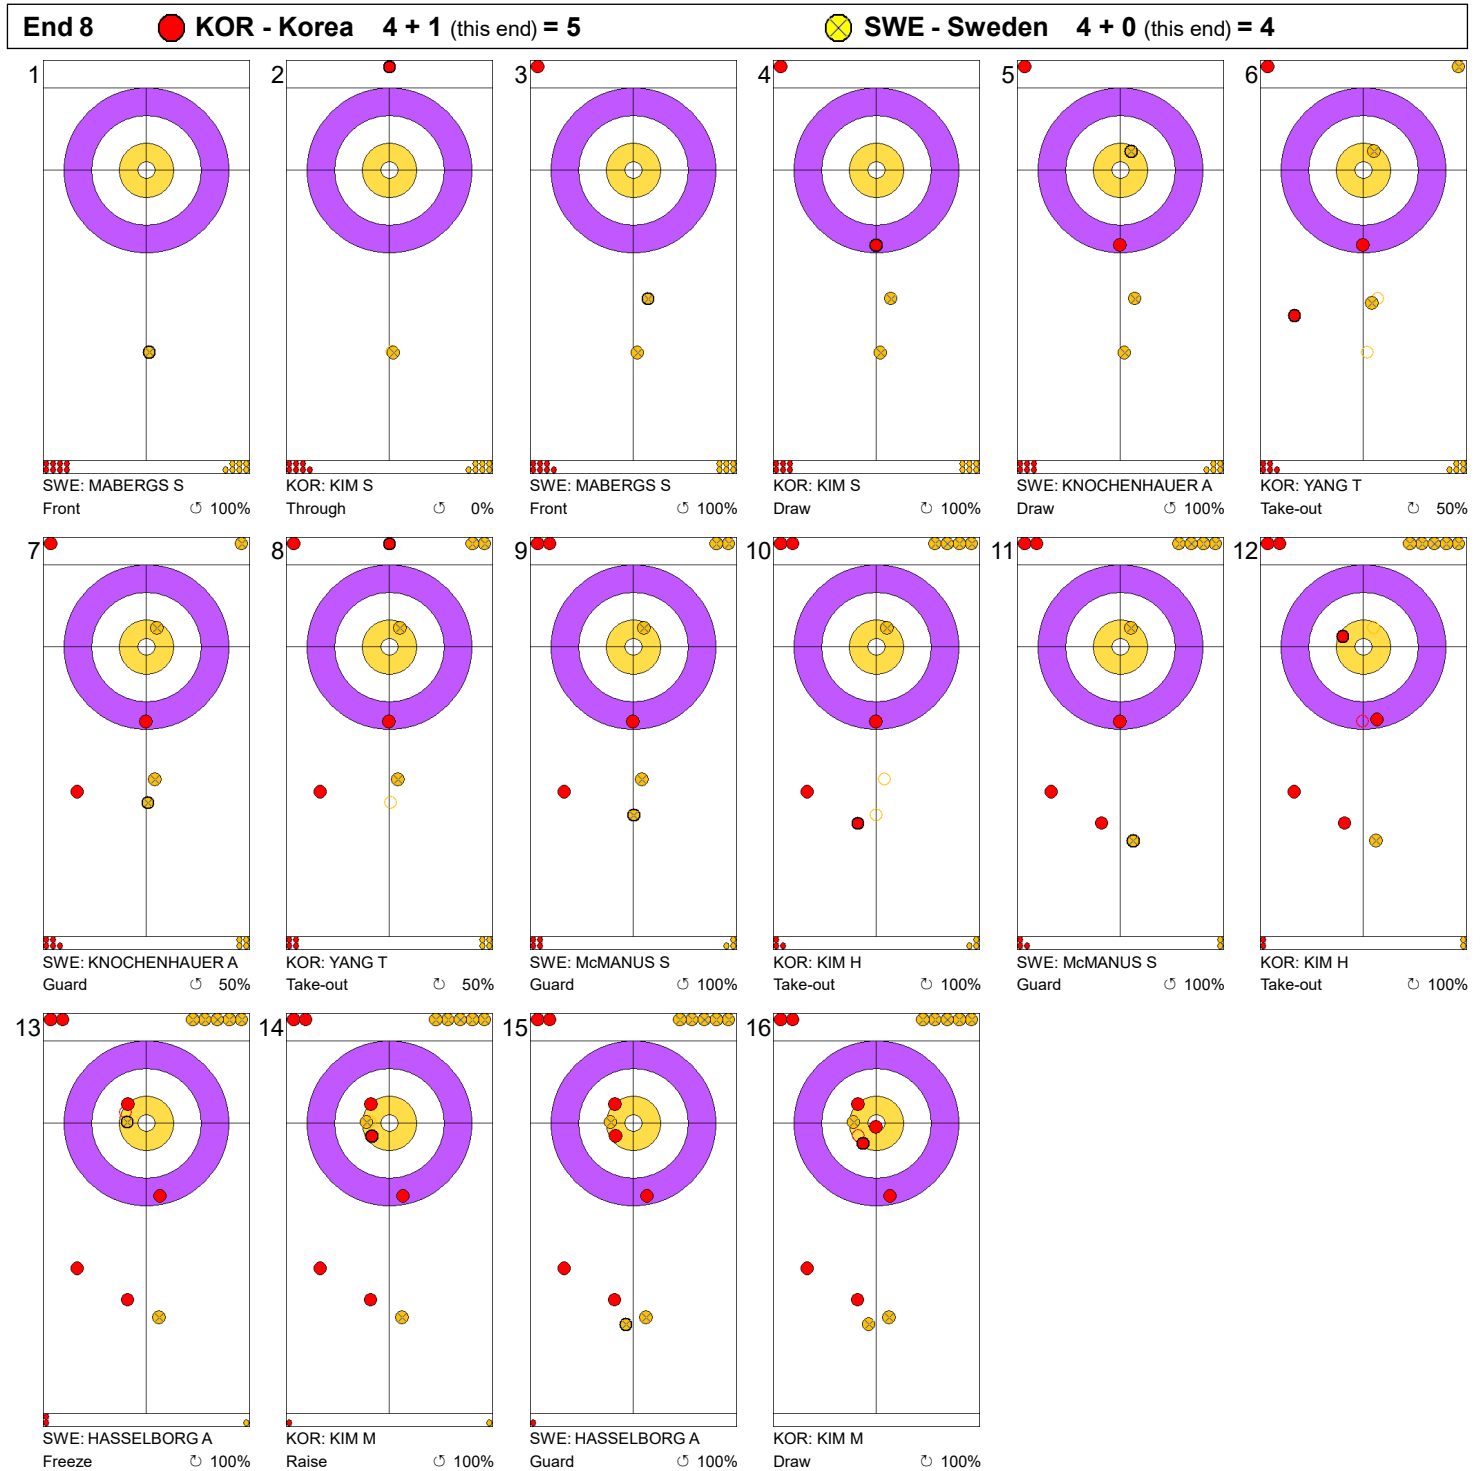 End 8 KOR - Korea 4 + 1 (this end) = 5 SWE - Sweden 4 + 0 (this end) = 4
1 2 3 4 5 6
SWE: MABERGS S KOR: KIM S SWE: MABERGS S KOR: KIM S SWE: KNOCHENHAUER A KOR: YANG T
Front ↺ 100% Through ↺ 0% Front ↺ 100% Draw ↻ 100% Draw ↺ 100% Take-out ↻ 50%
7 8 9 10 11 12
SWE: KNOCHENHAUER A KOR: YANG T SWE: McMANUS S KOR: KIM H SWE: McMANUS S KOR: KIM H
Guard ↺ 50% Take-out ↻ 50% Guard ↺ 100% Take-out ↻ 100% Guard ↺ 100% Take-out ↻ 100%
13 14 15 16
SWE: HASSELBORG A KOR: KIM M SWE: HASSELBORG A KOR: KIM M
Freeze ↻ 100% Raise ↺ 100% Guard ↺ 100% Draw ↻ 100%